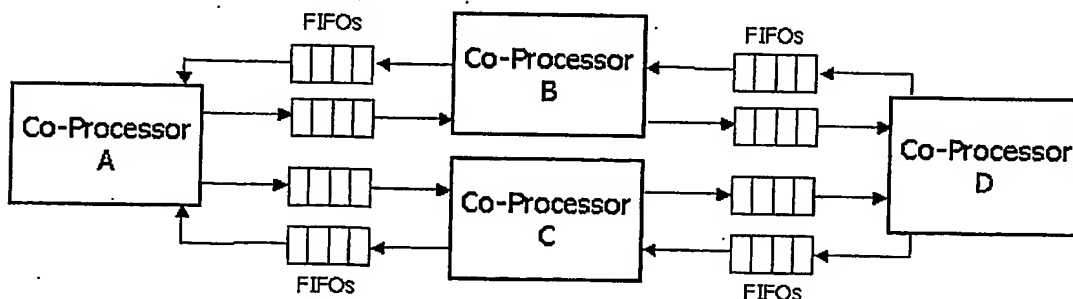 FIFOs
FIFOs
Co-Processor
B
Co-Processor
A
Co-Processor
D
Co-Processor
C
FIFOs
FIFOs